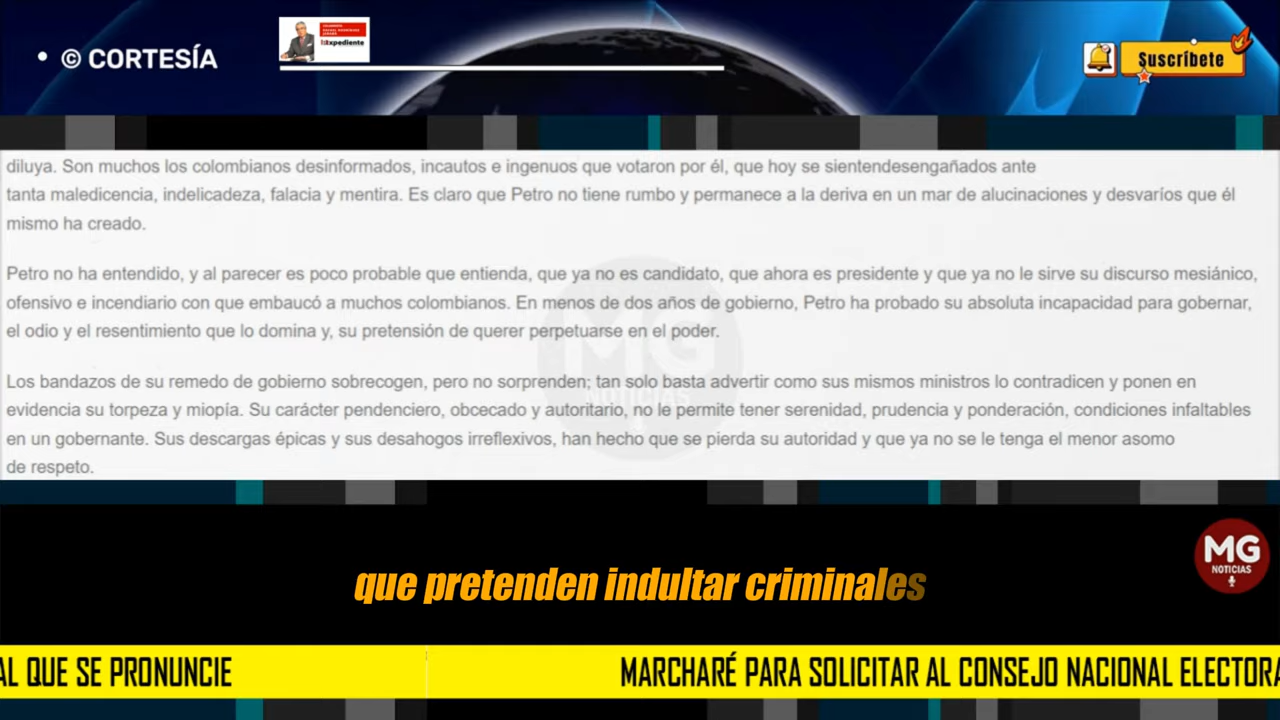 • © CORTESÍA
Expediente
Suscríbete
diluya. Son muchos los colombianos desinformados, incautos e ingenuos que votaron por él, que hoy se sientendesengañados ante
tanta maledicencia, indelicadeza, falacia y mentira. Es claro que Petro no tiene rumbo y permanece a la deriva en un mar de alucinaciones y desvaríos que él
mismo ha creado.
Petro no ha entendido, y al parecer es poco probable que entienda, que ya no es candidato, que ahora es presidente y que ya no le sirve su discurso mesiánico,
ofensivo e incendiario con que embaucó a muchos colombianos. En menos de dos años de gobierno, Petro ha probado su absoluta incapacidad para gobernar,
el odio y el resentimiento que lo domina y, su pretensión de querer perpetuarse en el poder.
Los bandazos de su remedo de gobierno sobrecogen, pero no sorprenden; tan solo basta advertir como sus mismos ministros lo contradicen y ponen en
evidencia su torpeza y miopía. Su carácter pendenciero, obcecado y autoritario, no le permite tener serenidad, prudencia y ponderación, condiciones infaltables
en un gobernante. Sus descargas épicas y sus desahogos irreflexivos, han hecho que se pierda su autoridad y que ya no se le tenga el menor asomo
de respeto.
MG
NOTICIAS
que pretenden indultar criminales
MG
NOTICIAS
AL QUE SE PRONUNCIE MARCHARÉ PARA SOLICITAR AL CONSEJO NACIONAL ELECTORA